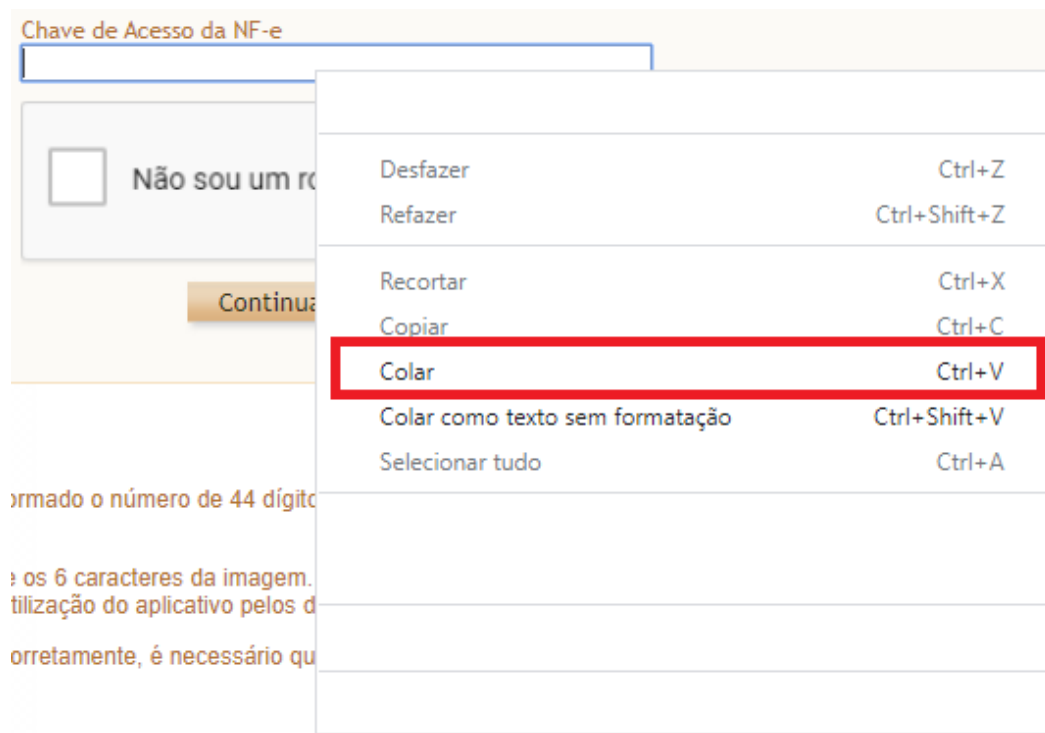 Chave de Acesso da NF-e
Não sou um
Desfazer Ctrl+Z
Refazer Ctrl+Shift+Z
Recortar Ctrl+X
Continua
Copiar Ctrl+C
Colar Ctrl+V
Colar como texto sem formatação Ctrl+Shift+V
Selecionar tudo Ctrl+A
ormado o número de 44 dígito
e os 6 caracteres da imagem.
tilização do aplicativo pelos d
orretamente, é necessário qu